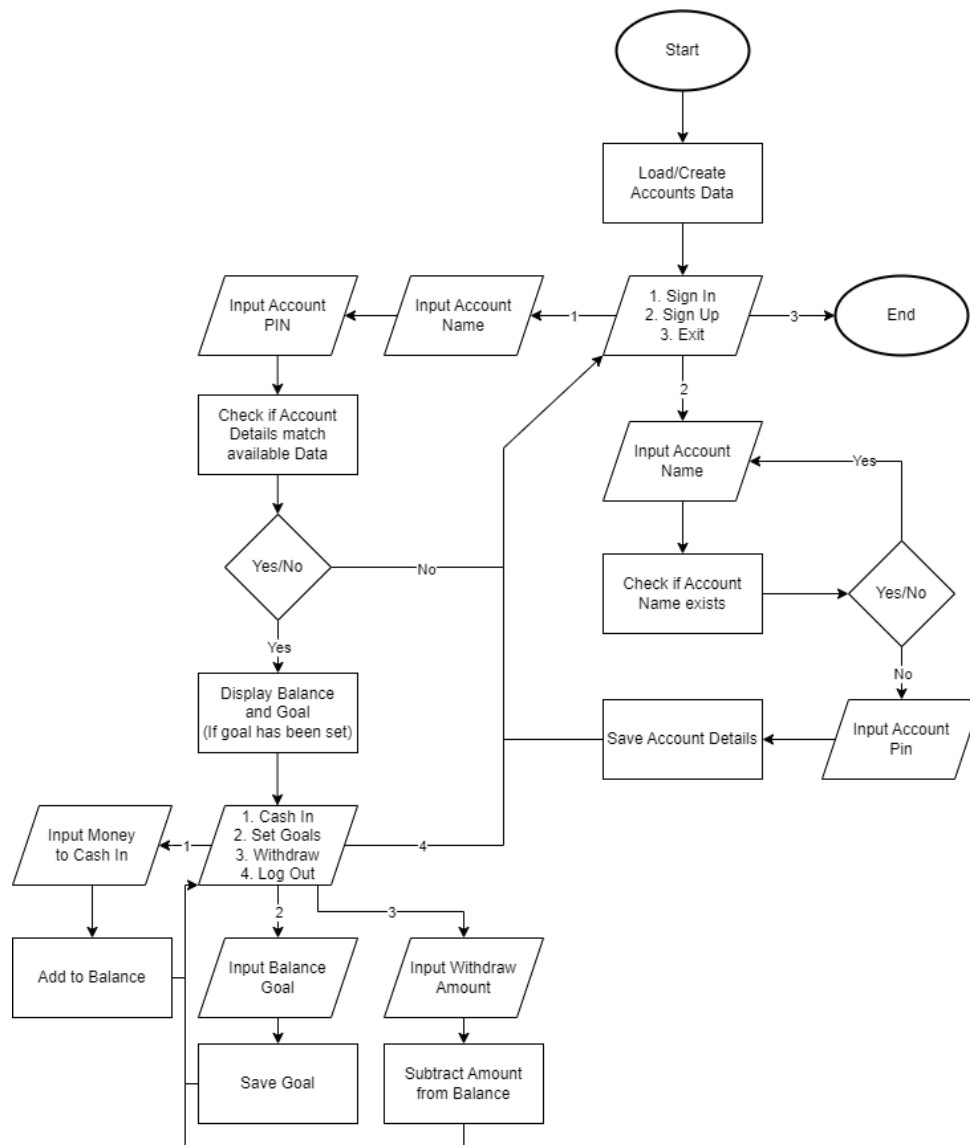 Start
Load/Create
Accounts Data
Input Account
PIN
Input Account
Name
1
1. Sign In
2. Sign Up
3. Exit
3
End
2
Check if Account
Details match
available Data
Input Account
Name
Yes
Yes/No
No
Check if Account
Name exists
Yes/No
Yes
No
Display Balance
and Goal
(If goal has been set)
Save Account Details
Input Account
Pin
Input Money
to Cash In
1
1. Cash In
2. Set Goals
3. Withdraw
4. Log Out
4
2
3
Add to Balance
Input Balance
Goal
Input Withdraw
Amount
Save Goal
Subtract Amount
from Balance